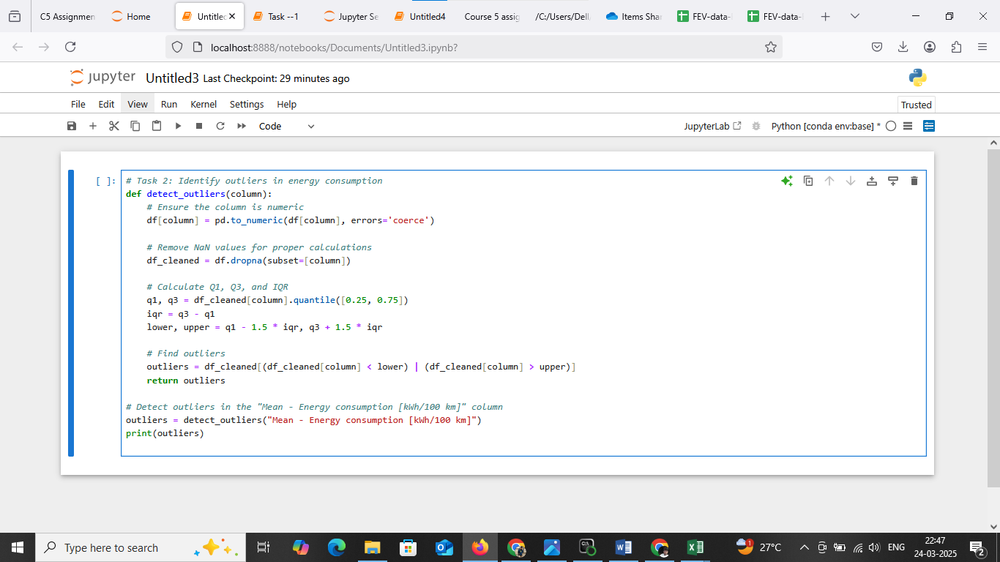 C5 Assignmen
Home
Untitled
Task --1
Jupyter Se
Untitled4
Course 5 assig
/C:/Users/Dell
Items Sha
FEV-data-
FEV-data-
localhost:8888/notebooks/Documents/Untitled3.ipynb?
jupyter Untitled3 Last Checkpoint: 29 minutes ago
File Edit View Run Kernel Settings Help
Trusted
Code
JupyterLab
Python [conda env:base] *
[ ]:
# Task 2: Identify outliers in energy consumption
def detect_outliers(column):
    # Ensure the column is numeric
    df[column] = pd.to_numeric(df[column], errors='coerce')
    # Remove NaN values for proper calculations
    df_cleaned = df.dropna(subset=[column])
    # Calculate Q1, Q3, and IQR
    q1, q3 = df_cleaned[column].quantile([0.25, 0.75])
    iqr = q3 - q1
    lower, upper = q1 - 1.5 * iqr, q3 + 1.5 * iqr
    # Find outliers
    outliers = df_cleaned[(df_cleaned[column] < lower) | (df_cleaned[column] > upper)]
    return outliers
# Detect outliers in the "Mean - Energy consumption [kWh/100 km]" column
outliers = detect_outliers("Mean - Energy consumption [kWh/100 km]")
print(outliers)
Type here to search
27°C
ENG
22:47
24-03-2025
2